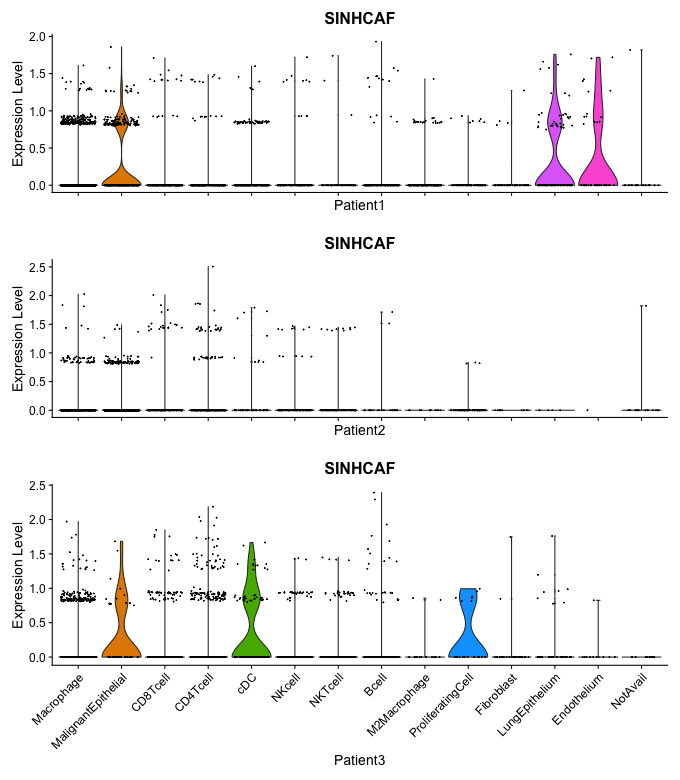 SINHCAF
Expression Level
2.0
1.5
1.0
0.5
0.0
Patient1
SINHCAF
Expression Level
2.5
2.0
1.5
1.0
0.5
0.0
Patient2
SINHCAF
Expression Level
2.5
2.0
1.5
1.0
0.5
0.0
Macrophage
MalignantEpithelial
CD8Tcell
CD4Tcell
cDC
NKcell
NKTcell
Bcell
M2Macrophage
ProliferatingCell
Fibroblast
LungEpithelium
Endothelium
NotAvail
Patient3